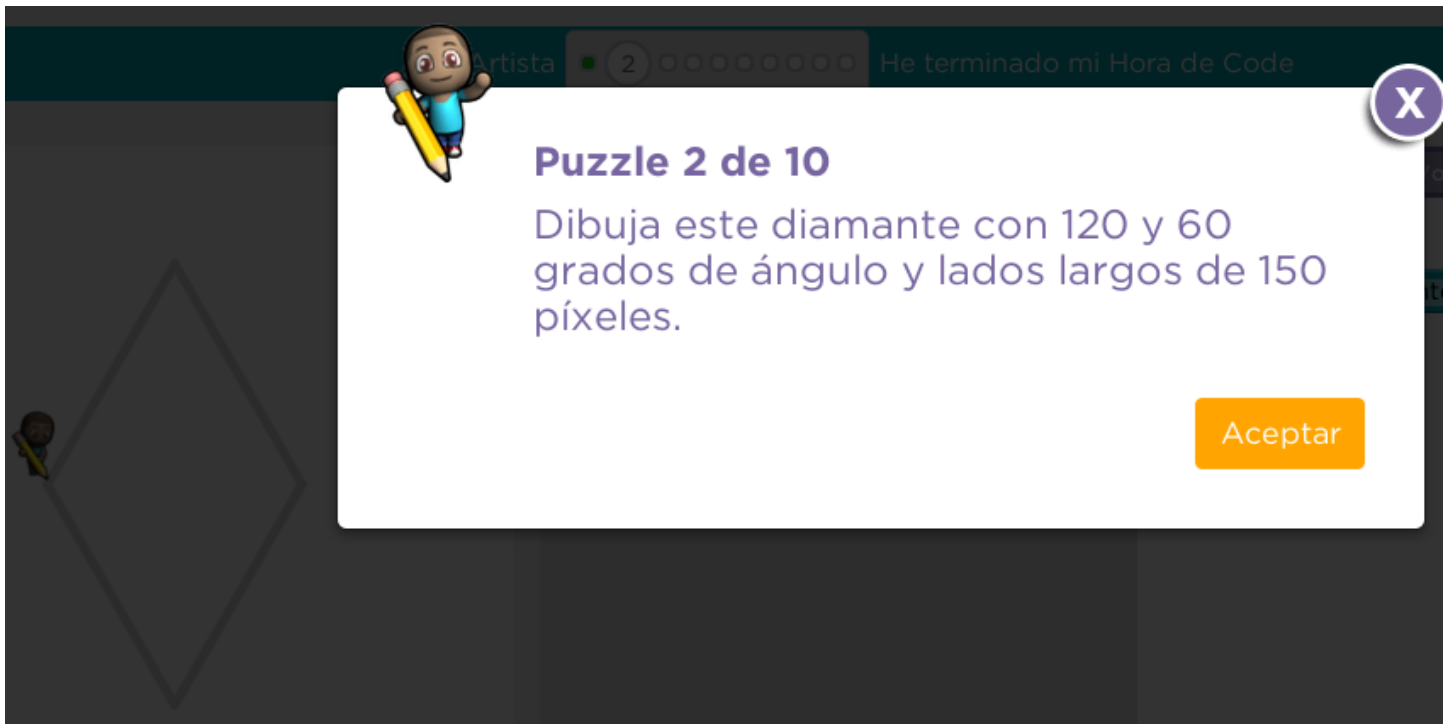 Artista 2 He terminado mi Hora de Code
X
Puzzle 2 de 10
Dibuja este diamante con 120 y 60
grados de ángulo y lados largos de 150
píxeles.
Aceptar